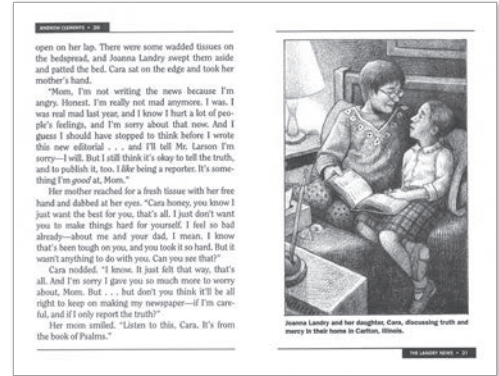 ANDREW CLEMENTS • 20
open on her lap. There were some wadded tissues on
the bedspread, and Joanna Landry swept them aside
and patted the bed. Cara sat on the edge and took her
mother's hand.
"Mom, I'm not writing the news because I'm
angry. Honest. I'm really not mad anymore. I was. I
was real mad last year, and I know I hurt a lot of peo-
ple's feelings, and I'm sorry about that now. And I
guess I should have stopped to think before I wrote
this new editorial . . . and I'll tell Mr. Larson I'm
sorry—I will. But I still think it's okay to tell the truth,
and to publish it, too. I like being a reporter. It's some-
thing I'm good at, Mom."
Her mother reached for a fresh tissue with her free
hand and dabbed at her eyes. "Cara honey, you know I
just want the best for you, that's all. I just don't want
you to make things hard for yourself. I feel so bad
already—about me and your dad, I mean. I know
that's been tough on you, and you took it so hard. But it
wasn't anything to do with you. Can you see that?"
Cara nodded. "I know. It just felt that way, that's
all. And I'm sorry I gave you so much more to worry
about, Mom. But . . . but don't you think it'll be all
right to keep on making my newspaper—if I'm care-
ful, and if I only report the truth?"
Her mom smiled. "Listen to this, Cara. It's from
the book of Psalms."
Joanna Landry and her daughter, Cara, discussing truth and
mercy in their home in Carlton, Illinois.
THE LANDRY NEWS • 21